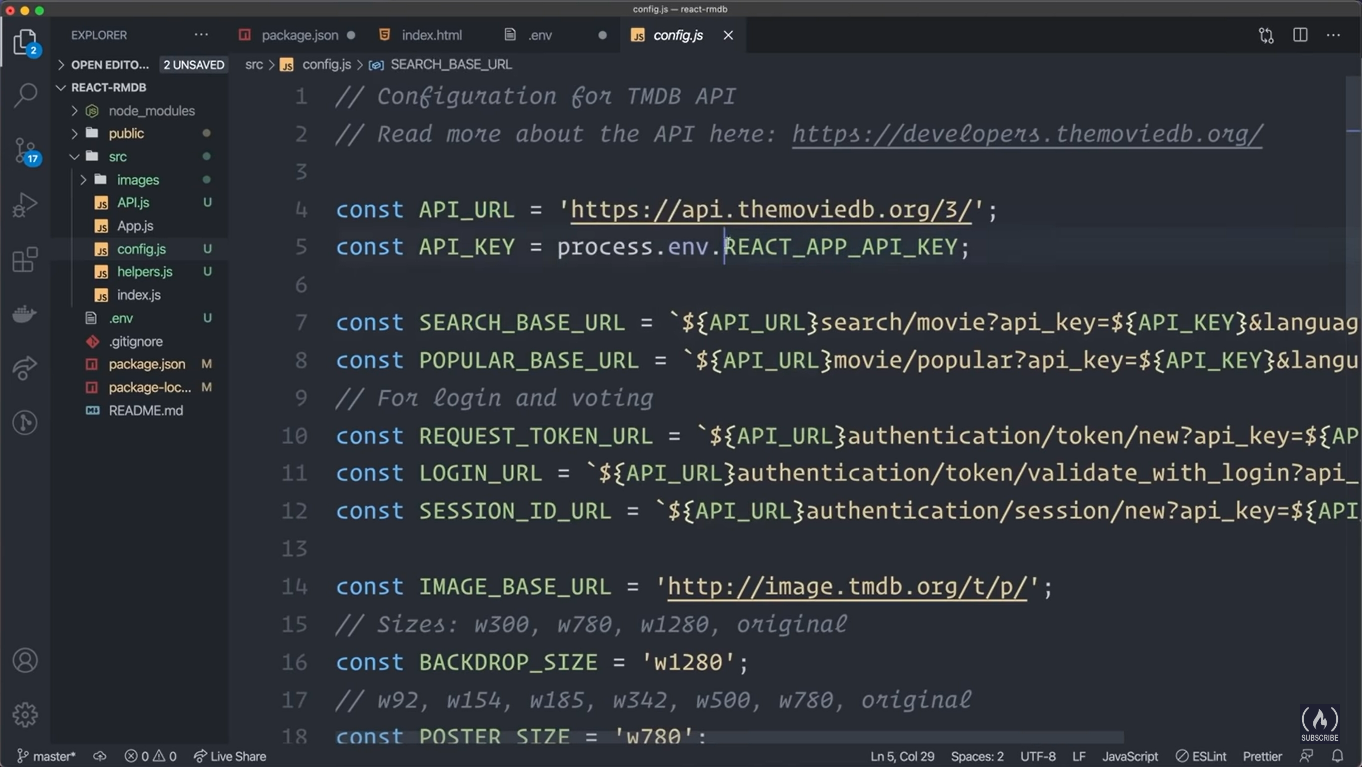 config.js — react-rmdb
EXPLORER
package.json
index.html
.env
config.js
OPEN EDITO...
2 UNSAVED
src > config.js > SEARCH_BASE_URL
REACT-RMDB
node_modules
public
src
images
API.js U
App.js
config.js U
helpers.js U
index.js
.env U
.gitignore
package.json M
package-loc... M
README.md
2
17
1 // Configuration for TMDB API
2 // Read more about the API here: https://developers.themoviedb.org/
3
4 const API_URL = 'https://api.themoviedb.org/3/';
5 const API_KEY = process.env.REACT_APP_API_KEY;
6
7 const SEARCH_BASE_URL = `${API_URL}search/movie?api_key=${API_KEY}&languag
8 const POPULAR_BASE_URL = `${API_URL}movie/popular?api_key=${API_KEY}&langu
9 // For login and voting
10 const REQUEST_TOKEN_URL = `${API_URL}authentication/token/new?api_key=${AP
11 const LOGIN_URL = `${API_URL}authentication/token/validate_with_login?api_
12 const SESSION_ID_URL = `${API_URL}authentication/session/new?api_key=${API
13
14 const IMAGE_BASE_URL = 'http://image.tmdb.org/t/p/';
15 // Sizes: w300, w780, w1280, original
16 const BACKDROP_SIZE = 'w1280';
17 // w92, w154, w185, w342, w500, w780, original
18 const POSTER_SIZE = 'w780';
SUBSCRIBE
master* 0 0 Live Share
Ln 5, Col 29 Spaces: 2 UTF-8 LF JavaScript ESLint Prettier